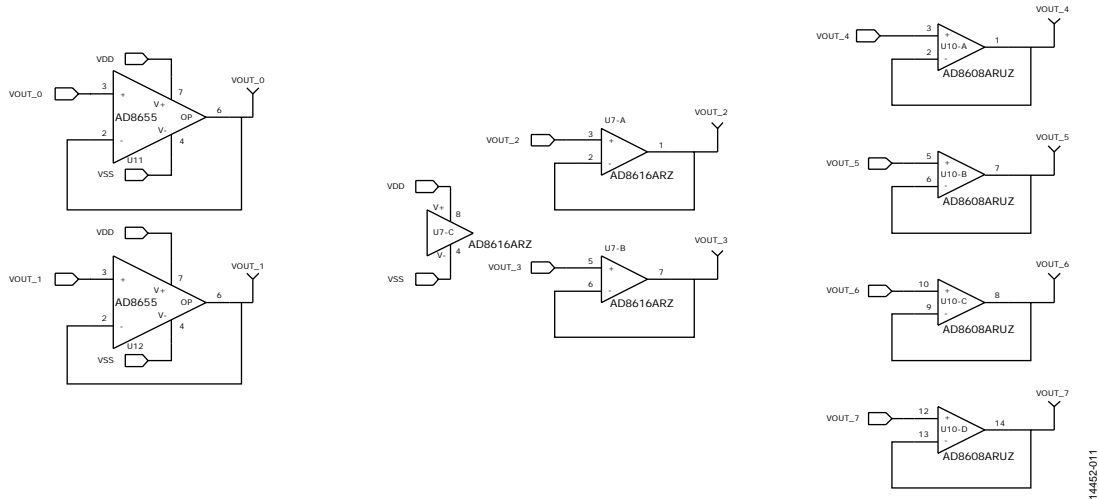 VDD
VOUT_0
VOUT_0
3
+
7
V+
AD8655
OP
6
2
-
V-
4
U11
VSS
VDD
VOUT_1
VOUT_1
3
+
7
V+
AD8655
OP
6
2
-
V-
4
U12
VSS
VDD
V+
8
U7-C
AD8616ARZ
V-
4
VSS
U7-A
VOUT_2
VOUT_2
3
+
1
2
-
AD8616ARZ
U7-B
VOUT_3
VOUT_3
5
+
7
6
-
AD8616ARZ
VOUT_4
VOUT_4
3
+
U10-A
1
2
-
AD8608ARUZ
VOUT_5
VOUT_5
5
+
U10-B
7
6
-
AD8608ARUZ
VOUT_6
VOUT_6
10
+
U10-C
8
9
-
AD8608ARUZ
VOUT_7
VOUT_7
12
+
U10-D
14
13
-
AD8608ARUZ
14452-011